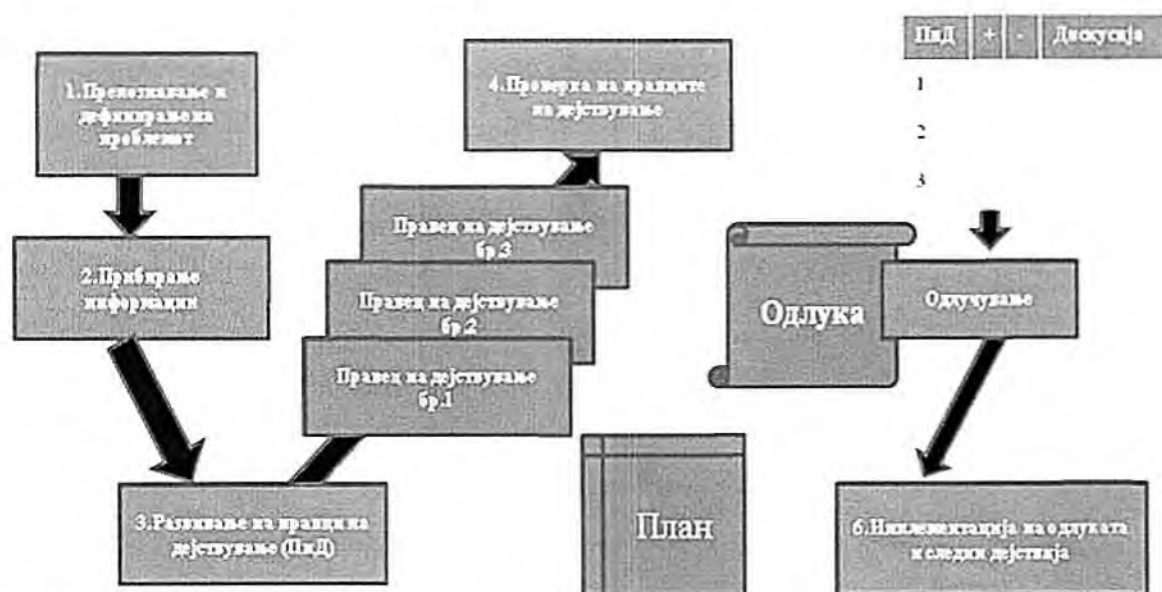 1.Препознавање и
дефинирање на
проблемот
2.Прибирање
информации
3.Развивање на правци на
дејствување (ПнД)
Правец на дејствување
бр.1
Правец на дејствување
бр.2
Правец на дејствување
бр.3
4.Проверка на правците
на дејствување
ПнД + - Дискусија
1
2
3
Одлука
Одлучување
План
6.Имплементација на одлуката
и следни дејствија